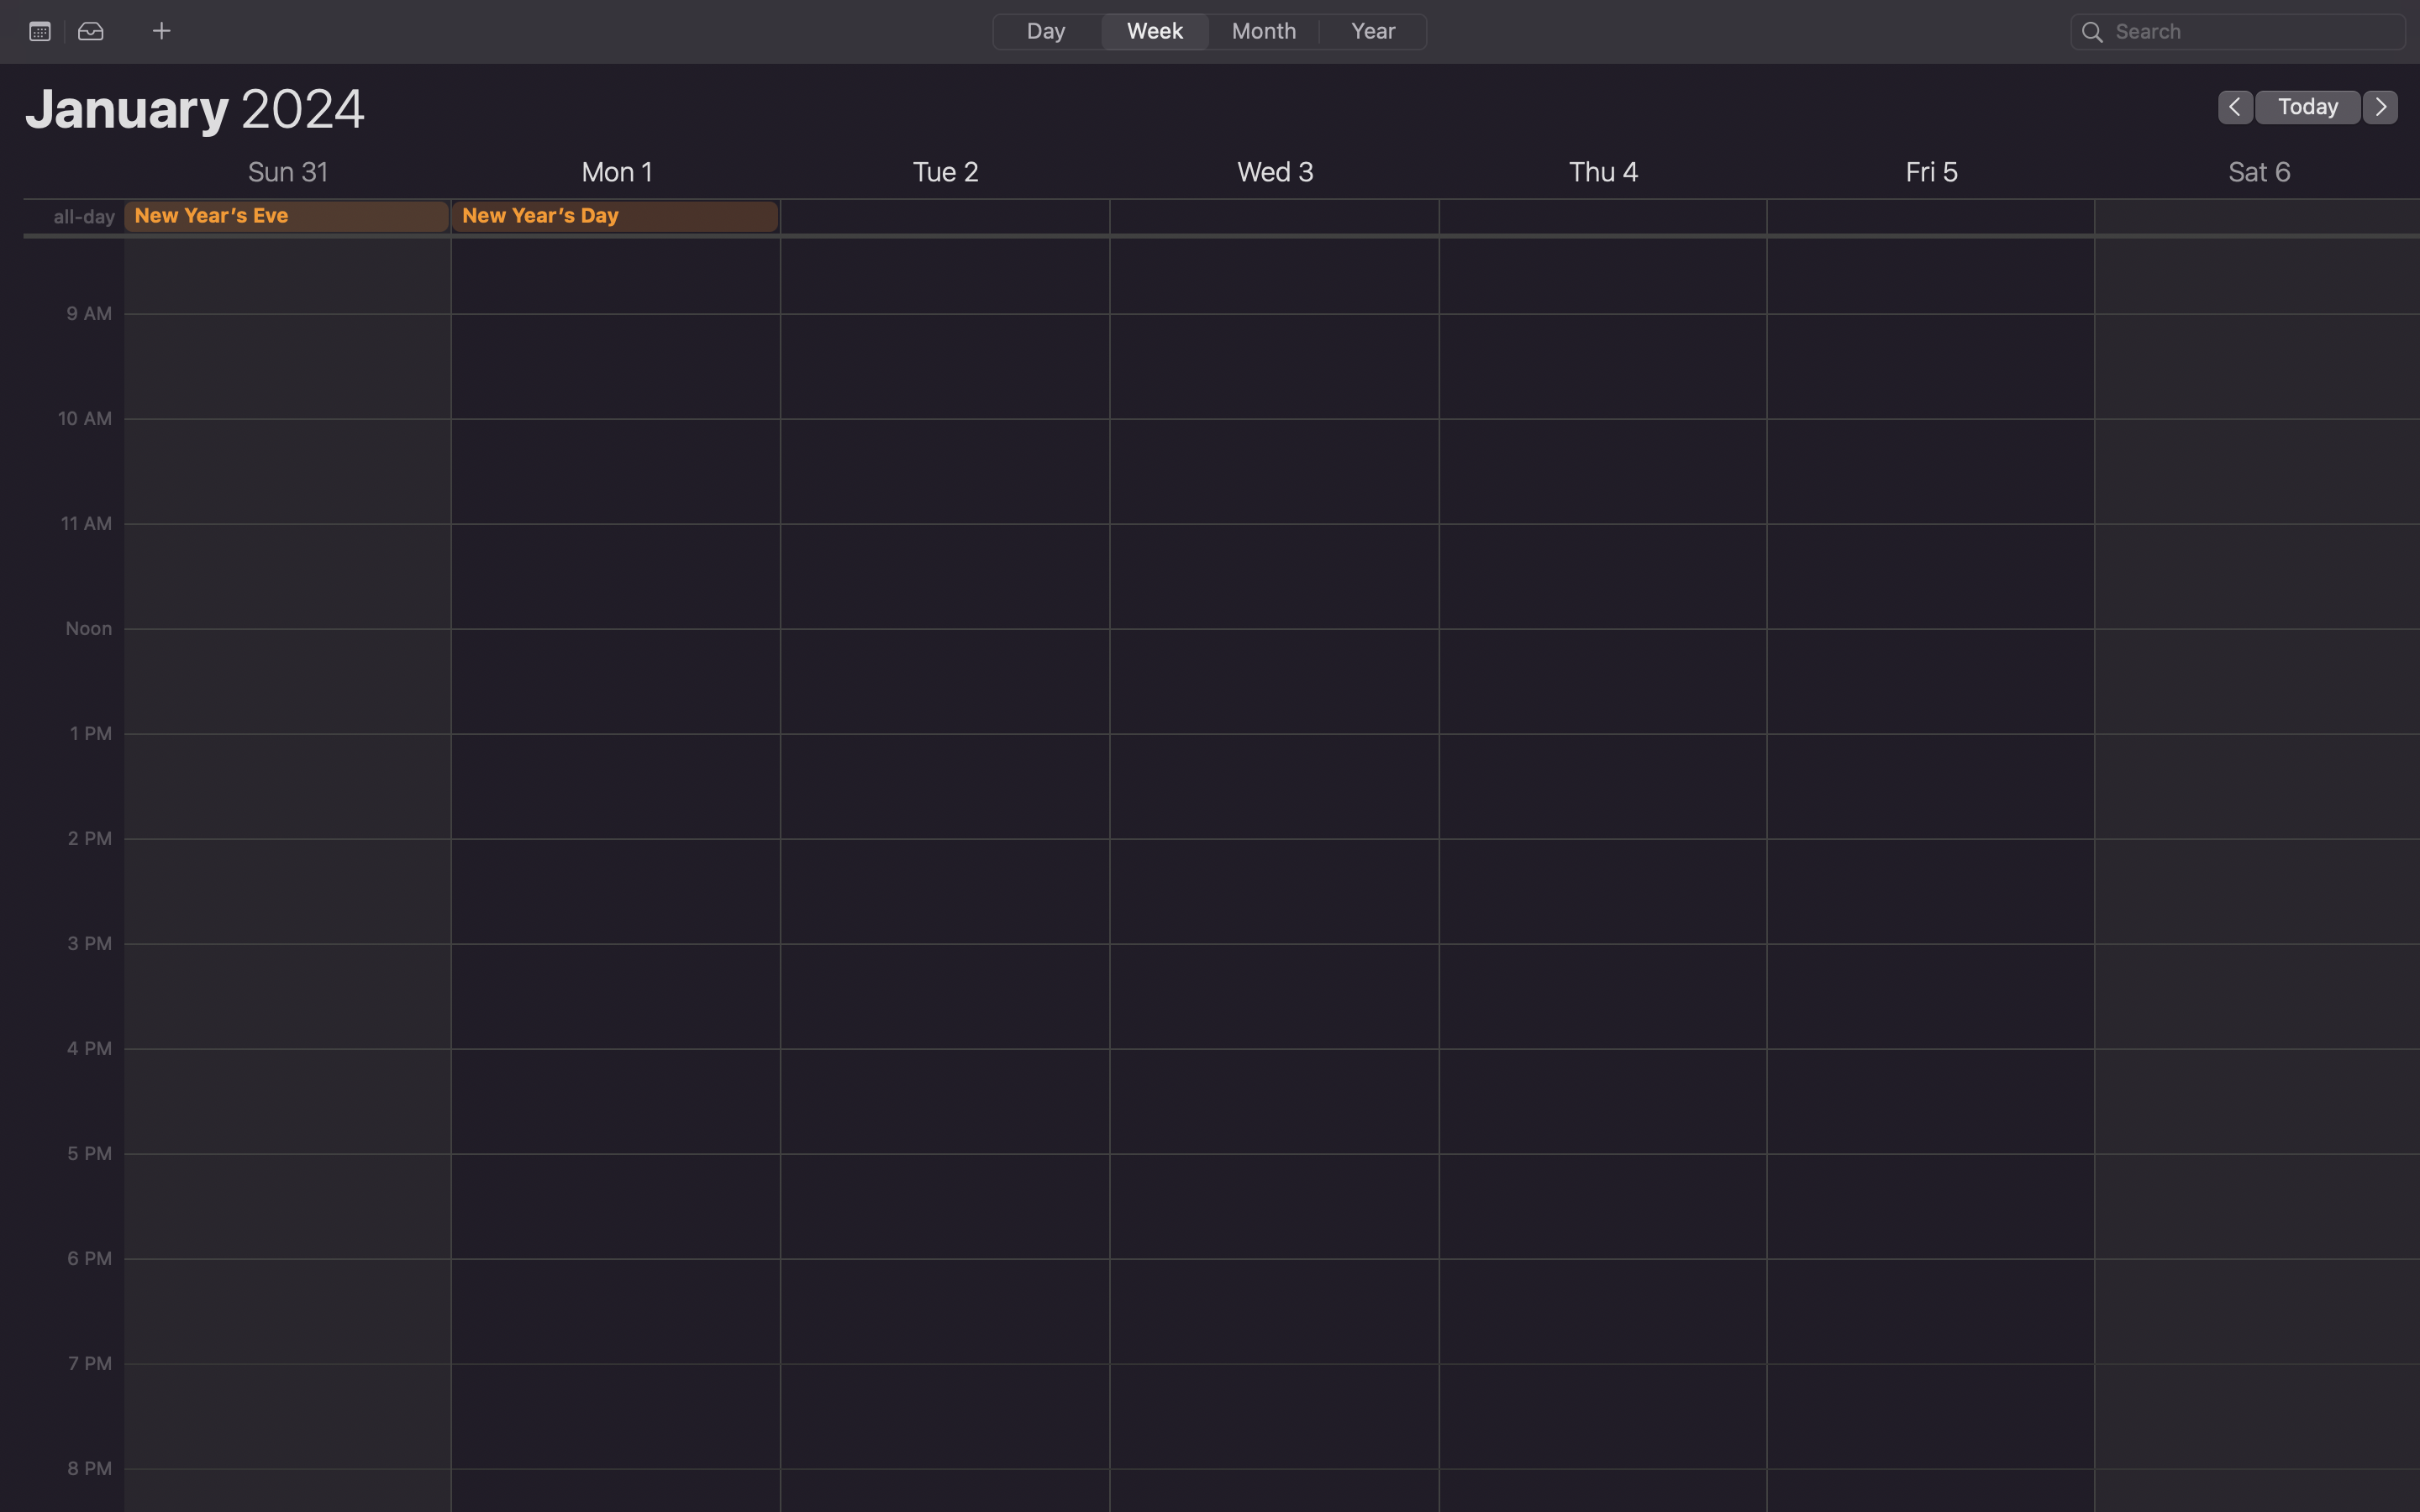 Day Week Month Year Search
January 2024 Today
Sun 31 Mon 1 Tue 2 Wed 3 Thu 4 Fri 5 Sat 6
all-day New Year’s Eve New Year’s Day
9 AM
10 AM
11 AM
Noon
1 PM
2 PM
3 PM
4 PM
5 PM
6 PM
7 PM
8 PM